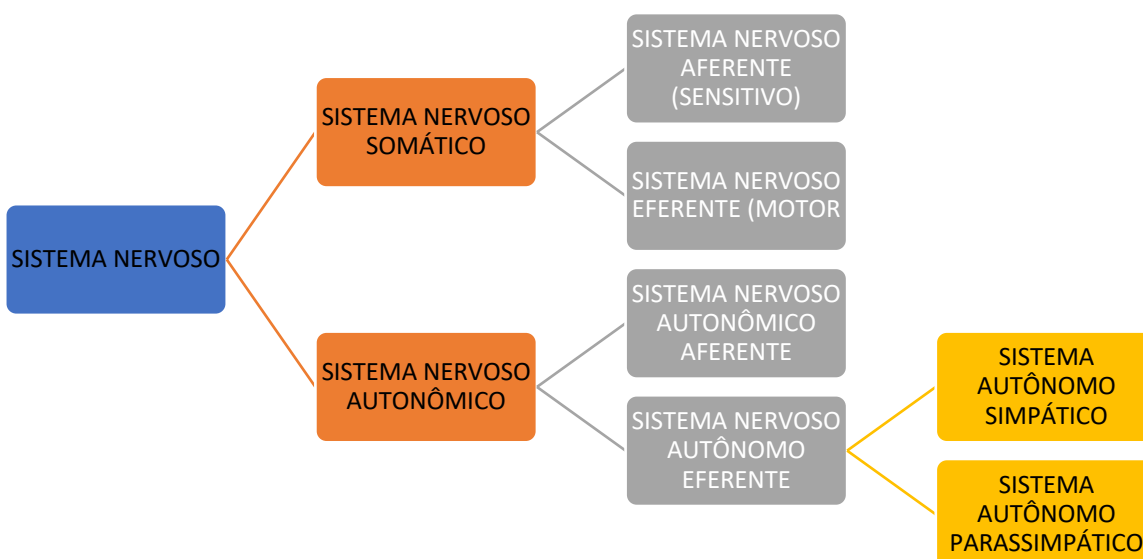 SISTEMA NERVOSO
SISTEMA NERVOSO
SOMÁTICO
SISTEMA NERVOSO
AFERENTE
(SENSITIVO)
SISTEMA NERVOSO
EFERENTE (MOTOR
SISTEMA NERVOSO
AUTONÔMICO
SISTEMA NERVOSO
AUTONÔMICO
AFERENTE
SISTEMA NERVOSO
AUTÔNOMO
EFERENTE
SISTEMA
AUTÔNOMO
SIMPÁTICO
SISTEMA
AUTÔNOMO
PARASSIMPÁTICO